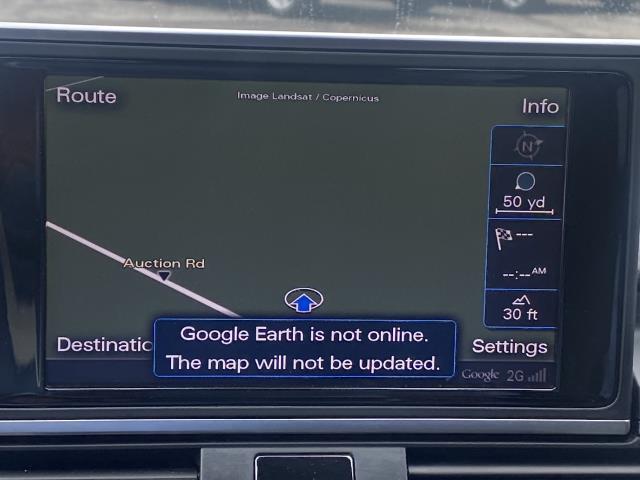 Route
Image Landsat / Copernicus
Info
N
50 yd
---
--:-- AM
30 ft
Auction Rd
Google Earth is not online.
The map will not be updated.
Settings
Google 2G